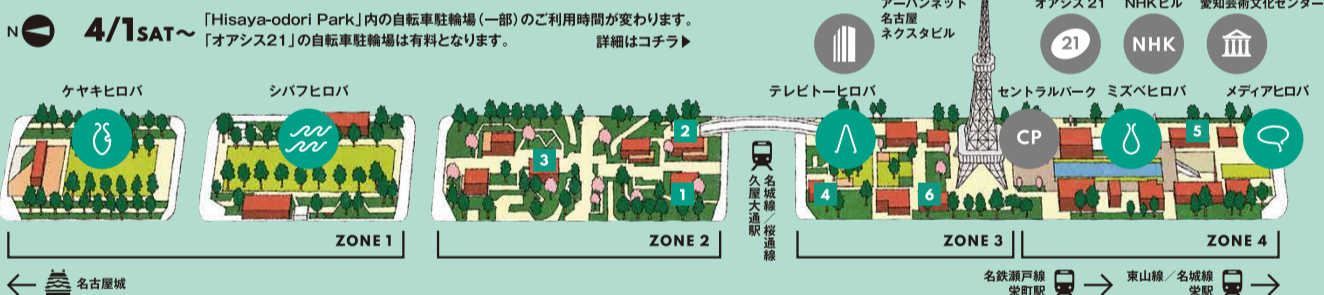 N
4/1SAT～
「Hisaya-odori Park」内の自転車駐輪場（一部）のご利用時間が変わります。
「オアシス21」の自転車駐輪場は有料となります。 詳細はコチラ▶
アーバンネット
名古屋
ネクスタビル
オアシス21
NHKビル
愛知芸術文化センター
21
NHK
ケヤキヒロバ
シバフヒロバ
テレビトーヒロバ
セントラルパーク
ミズベヒロバ
メディアヒロバ
CP
2
3
1
4
6
5
名城線／桜通線
久屋大通駅
ZONE 1
ZONE 2
ZONE 3
ZONE 4
名古屋城
名鉄瀬戸線
栄町駅
東山線／名城線
栄駅